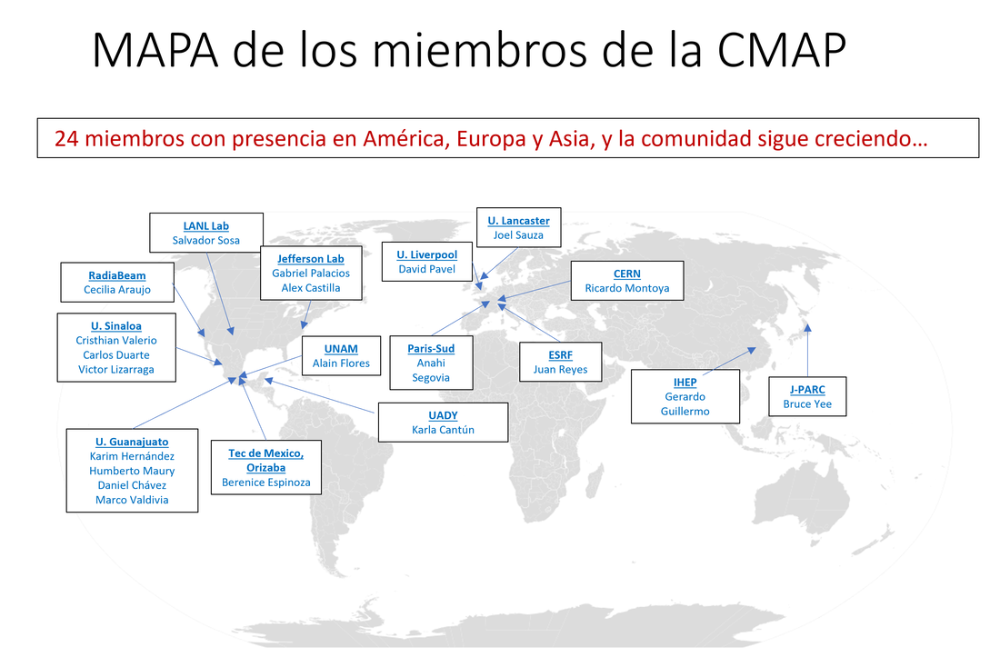 MAPA de los miembros de la CMAP
24 miembros con presencia en América, Europa y Asia, y la comunidad sigue creciendo…
LANL Lab
Salvador Sosa
Jefferson Lab
Gabriel Palacios
Alex Castilla
RadiaBeam
Cecilia Araujo
U. Sinaloa
Cristhian Valerio
Carlos Duarte
Victor Lizarraga
UNAM
Alain Flores
U. Guanajuato
Karim Hernández
Humberto Maury
Daniel Chávez
Marco Valdivia
Tec de Mexico,
Orizaba
Berenice Espinoza
UADY
Karla Cantún
U. Lancaster
Joel Sauza
U. Liverpool
David Pavel
CERN
Ricardo Montoya
Paris-Sud
Anahi
Segovia
ESRF
Juan Reyes
IHEP
Gerardo
Guillermo
J-PARC
Bruce Yee